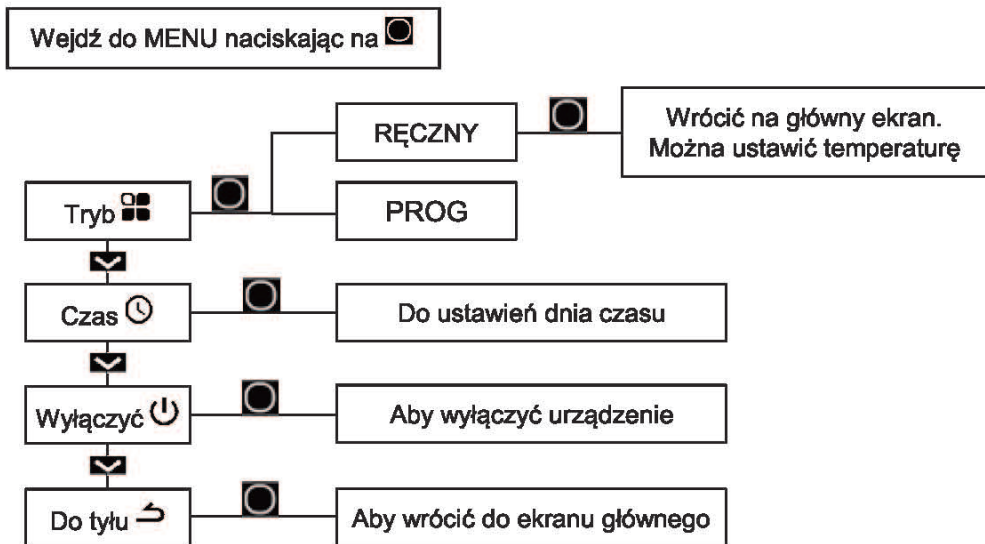 Wejdź do MENU naciskając na
RĘCZNY
Wrócić na główny ekran.
Można ustawić temperaturę
Tryb
PROG
Czas
Do ustawień dnia czasu
Wyłączyć
Aby wyłączyć urządzenie
Do tyłu
Aby wrócić do ekranu głównego